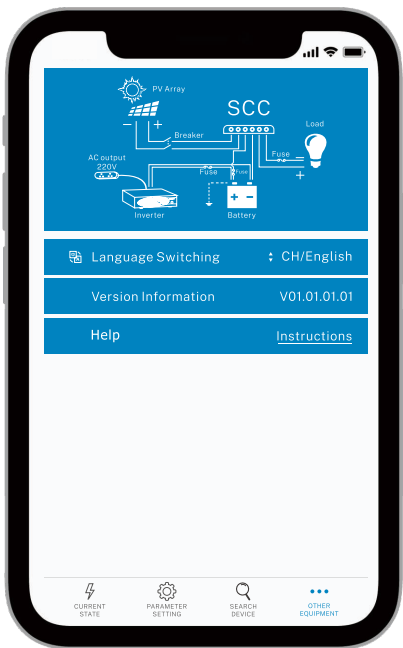 PV Array
SCC
Load
Breaker
Fuse
AC output
220V
Fuse
Fuse
Inverter
Battery
Language Switching
CH/English
Version Information
V01.01.01.01
Help
Instructions
CURRENT
STATE
PARAMETER
SETTING
SEARCH
DEVICE
OTHER
EQUIPMENT